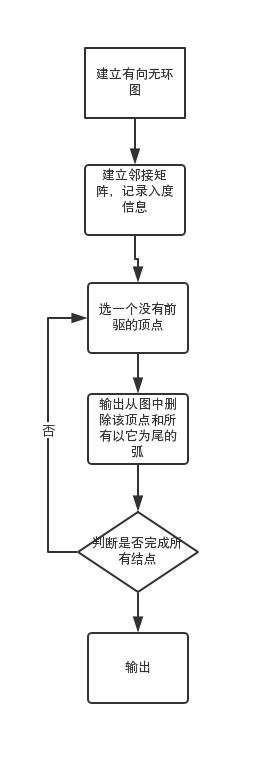 建立有向无环
图
建立邻接矩
阵，记录入度
信息
选一个没有前
驱的顶点
输出从图中删
除该顶点和所
有以它为尾的
弧
否
判断是否完成所
有结点
输出